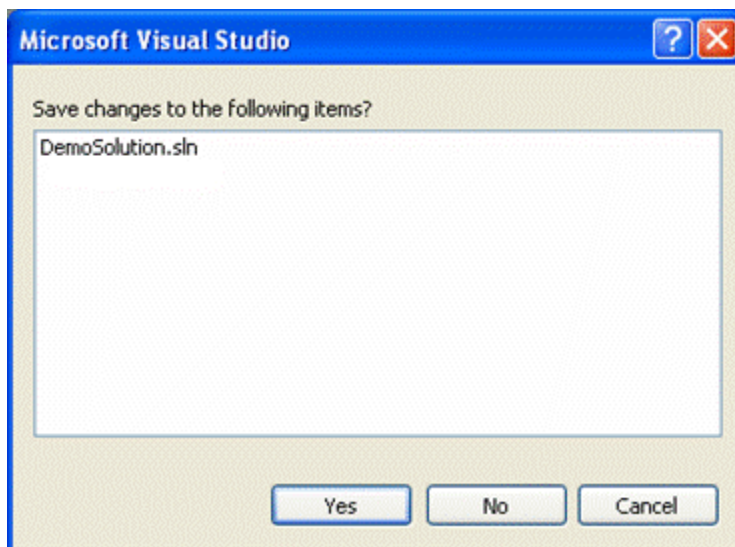 Microsoft Visual Studio
?
Save changes to the following items?
DemoSolution.sln
Yes No Cancel